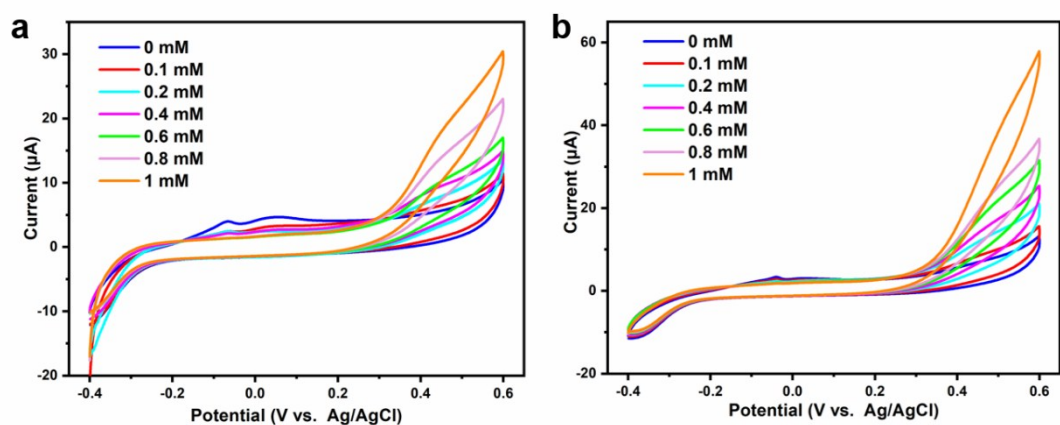 a
0 mM
0.1 mM
0.2 mM
0.4 mM
0.6 mM
0.8 mM
1 mM
30
20
10
0
-10
-20
Current (µA)
-0.4
-0.2
0.0
0.2
0.4
0.6
Potential (V vs. Ag/AgCl)
b
0 mM
0.1 mM
0.2 mM
0.4 mM
0.6 mM
0.8 mM
1 mM
60
40
20
0
-20
Current (µA)
-0.4
-0.2
0.0
0.2
0.4
0.6
Potential (V vs. Ag/AgCl)